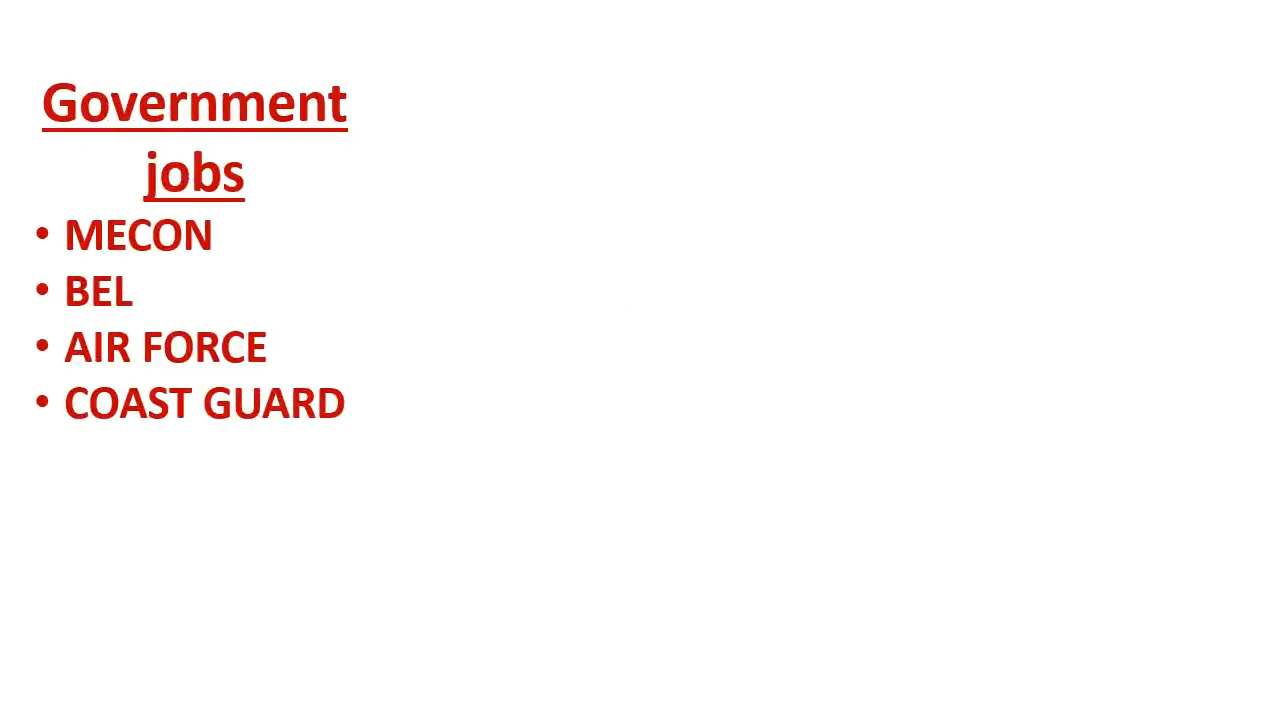 Government
jobs
• MECON
• BEL
• AIR FORCE
• COAST GUARD